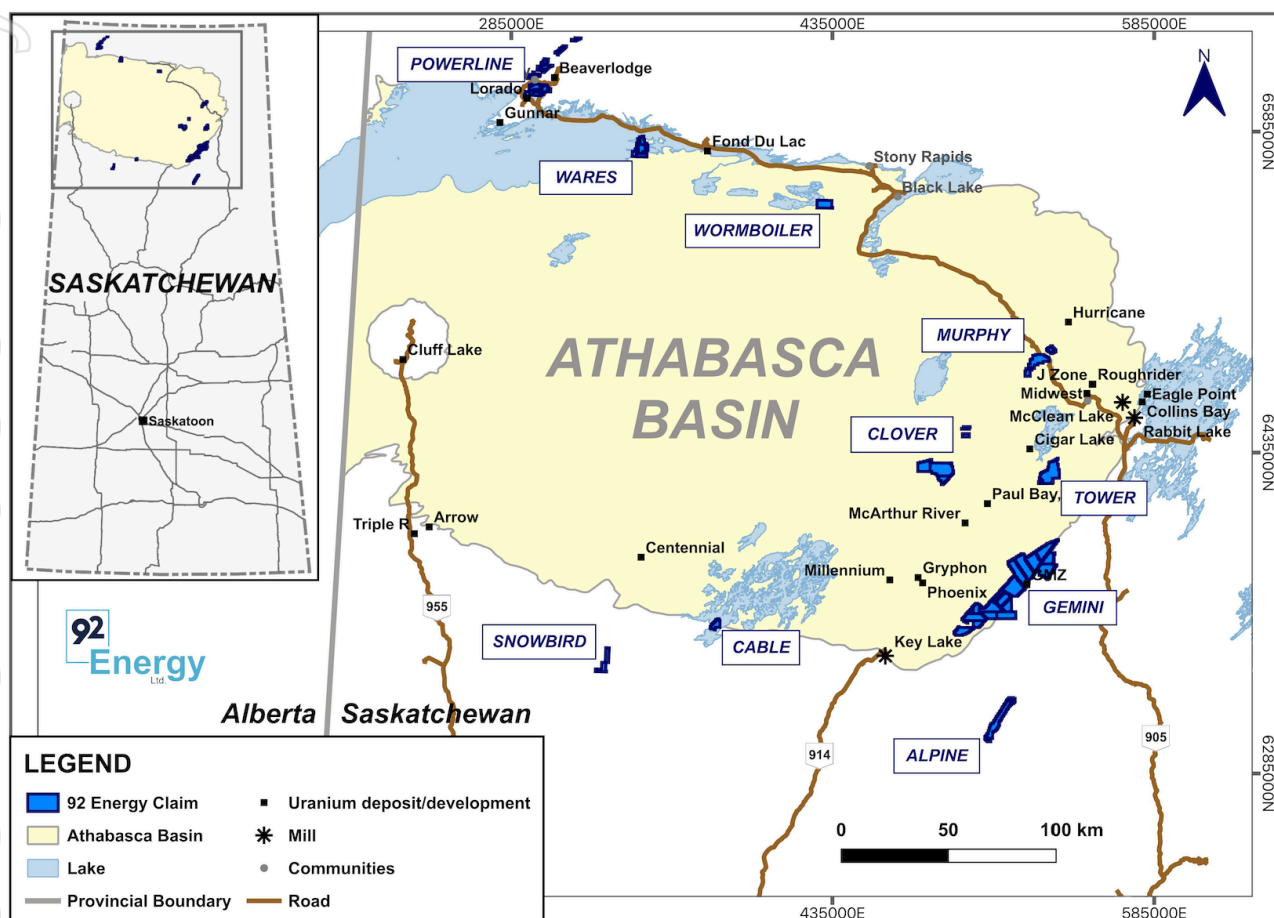 285000E
435000E
585000E
POWERLINE
Beaverlodge
Lorado
Gunnar
N
6585000N
Fond Du Lac
WARES
Stony Rapids
Black Lake
WORMBOILER
SASKATCHEWAN
Saskatoon
Hurricane
MURPHY
ATHABASCA
BASIN
Cluff Lake
J Zone
Roughrider
Midwest
Eagle Point
McClean Lake
Collins Bay
Rabbit Lake
CLOVER
Cigar Lake
6435000N
Paul Bay,
TOWER
McArthur River
Triple R
Arrow
Centennial
Millennium
Gryphon
Phoenix
GMZ
GEMINI
955
92
Energy
Ltd.
SNOWBIRD
CABLE
Key Lake
Alberta
Saskatchewan
914
ALPINE
905
6285000N
LEGEND
92 Energy Claim
Uranium deposit/development
Athabasca Basin
Mill
Lake
Communities
Provincial Boundary
Road
0
50
100 km
435000E
585000E